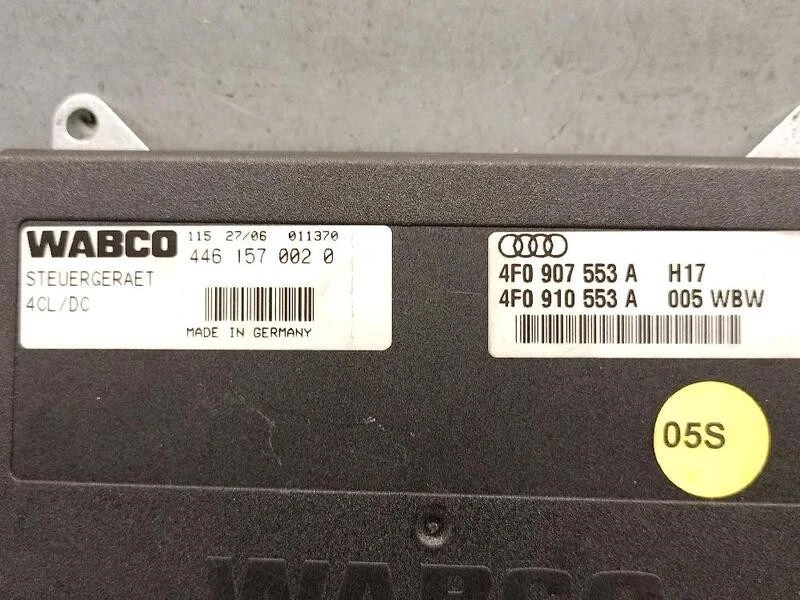 WABCO 115 27/06 011370
446 157 002 0
STEUERGERAET
4CL/DC
MADE IN GERMANY
4F0 907 553 A H17
4F0 910 553 A 005 WBW
05S
WABCO